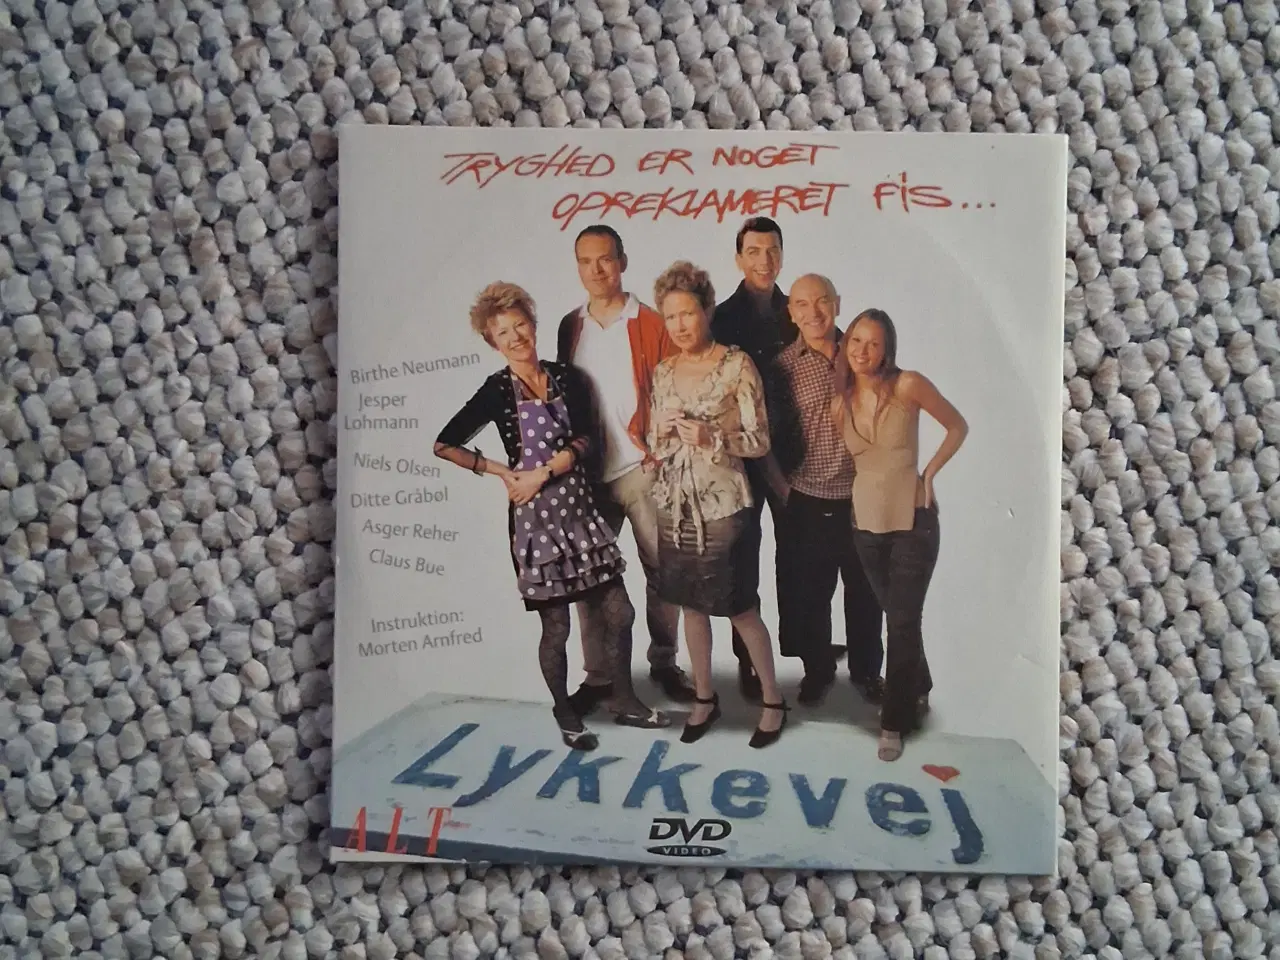 TRYGHED ER NOGET
OPREKLAMERET FIS...
Birthe Neumann
Jesper
Lohmann
Niels Olsen
Ditte Gråbøl
Asger Reher
Claus Bue
Instruktion:
Morten Arnfred
Lykkevej
ALT
DVD
VIDEO